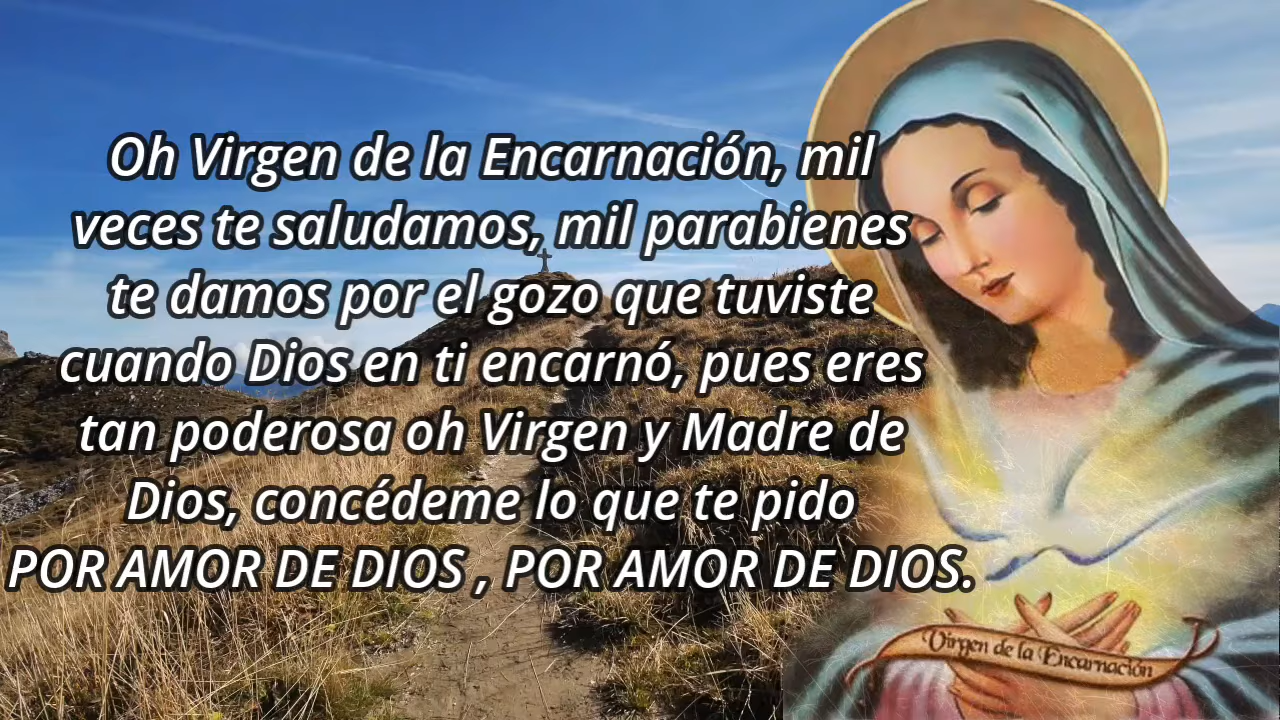 Oh Virgen de la Encarnación, mil
veces te saludamos, mil parabienes
te damos por el gozo que tuviste
cuando Dios en ti encarnó, pues eres
tan poderosa oh Virgen y Madre de
Dios, concédeme lo que te pido
POR AMOR DE DIOS , POR AMOR DE DIOS.
Virgen de la Encarnación